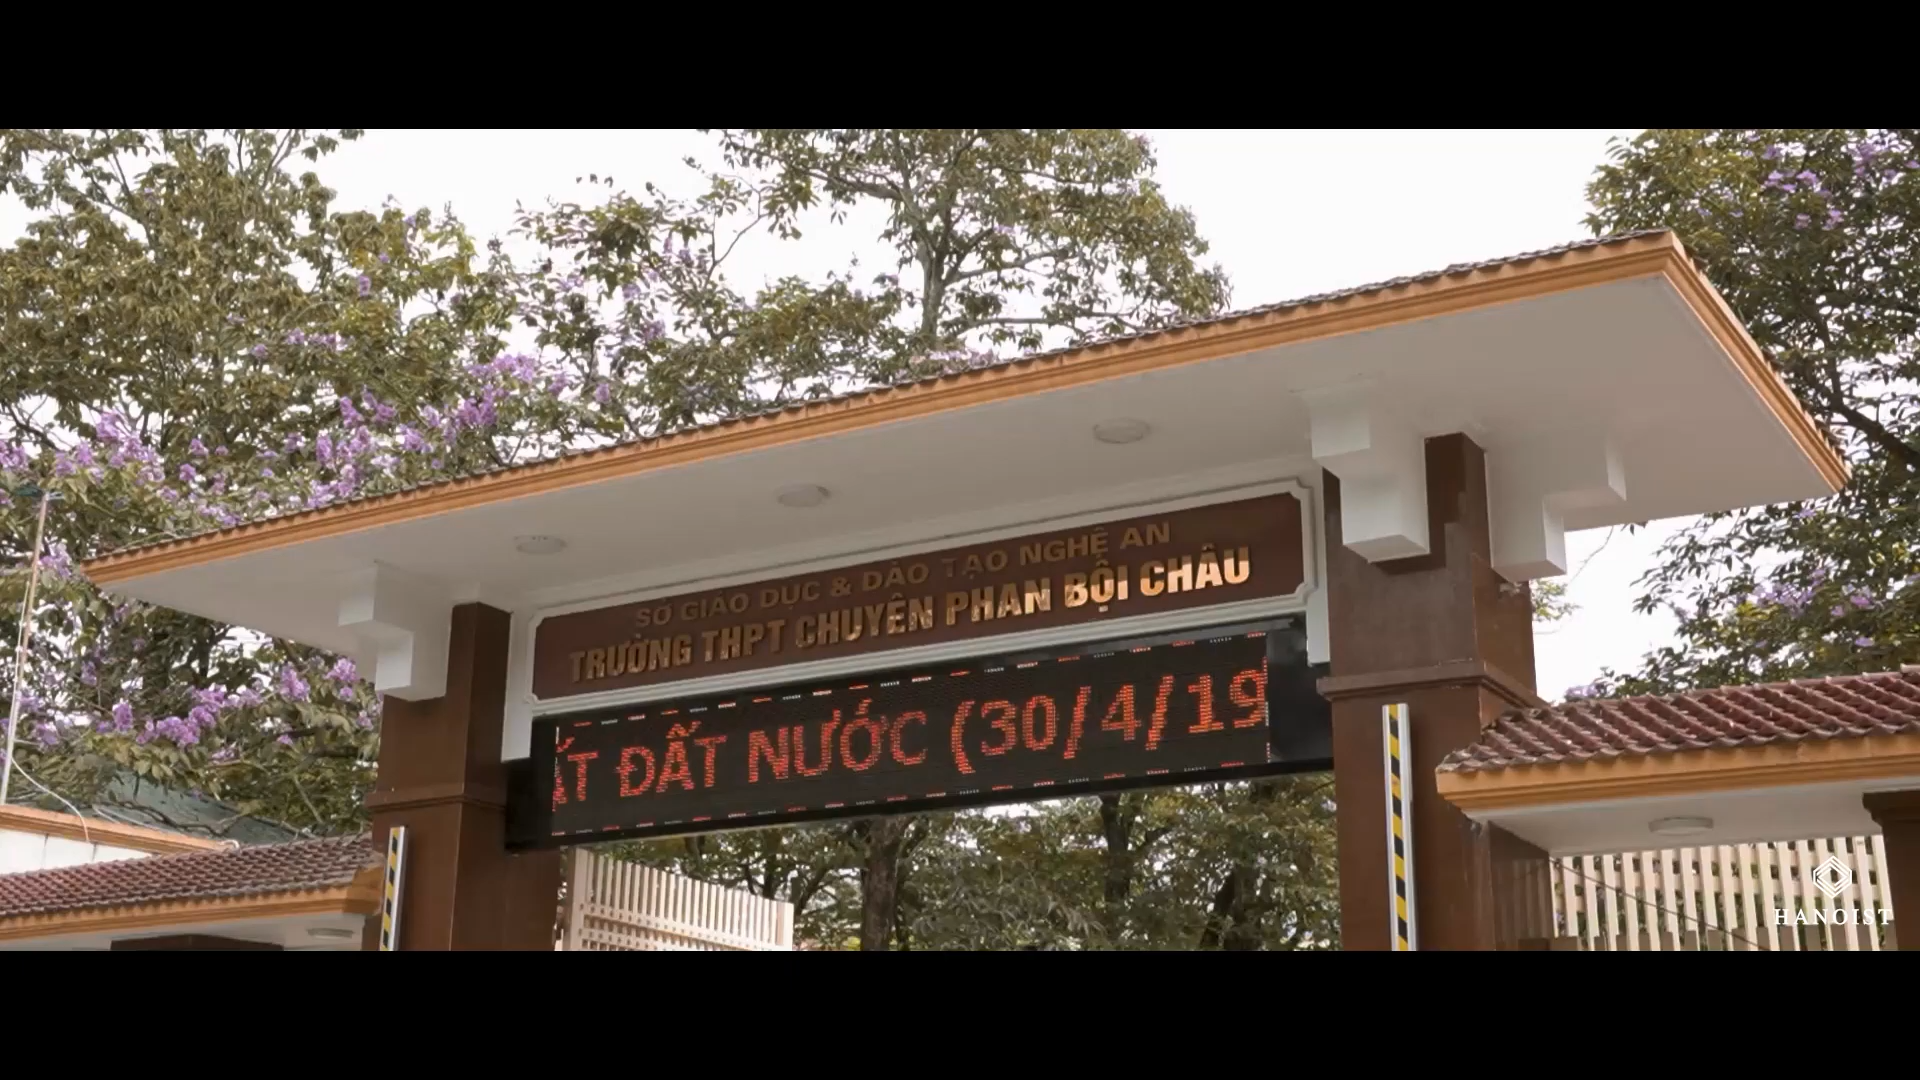 SỞ GIÁO DỤC & ĐÀO TẠO NGHỆ AN
TRƯỜNG THPT CHUYÊN PHAN BỘI CHÂU
ĐẤT NƯỚC (30/4/19
HANOIST